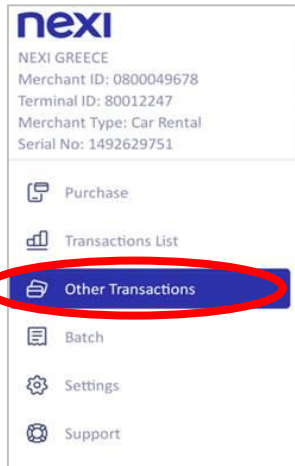 nexi
NEXI GREECE
Merchant ID: 0800049678
Terminal ID: 80012247
Merchant Type: Car Rental
Serial No: 1492629751
Purchase
Transactions List
Other Transactions
Batch
Settings
Support